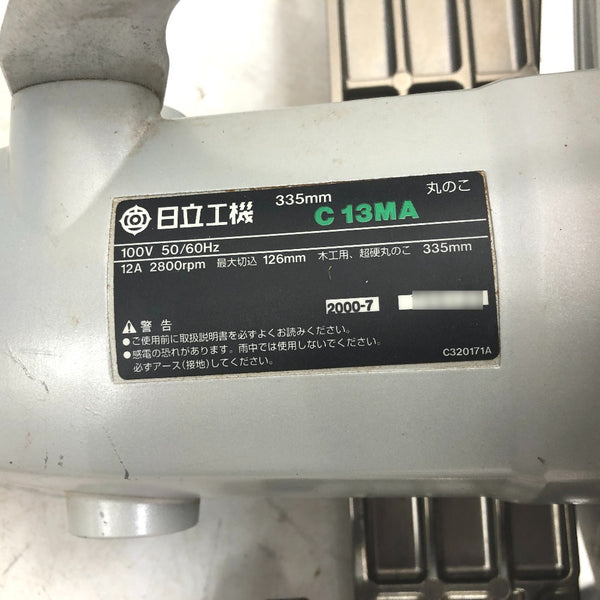 日立工機 335mm C 13MA 丸のこ
100V 50/60Hz
12A 2800rpm 最大切込 126mm 木工用、超硬丸のこ 335mm
2000-7
警告
●ご使用前に取扱説明書を必ずよくお読みください。
●感電の恐れがあります。雨中では使用しないでください。
必ずアース(接地)してください。
C320171A